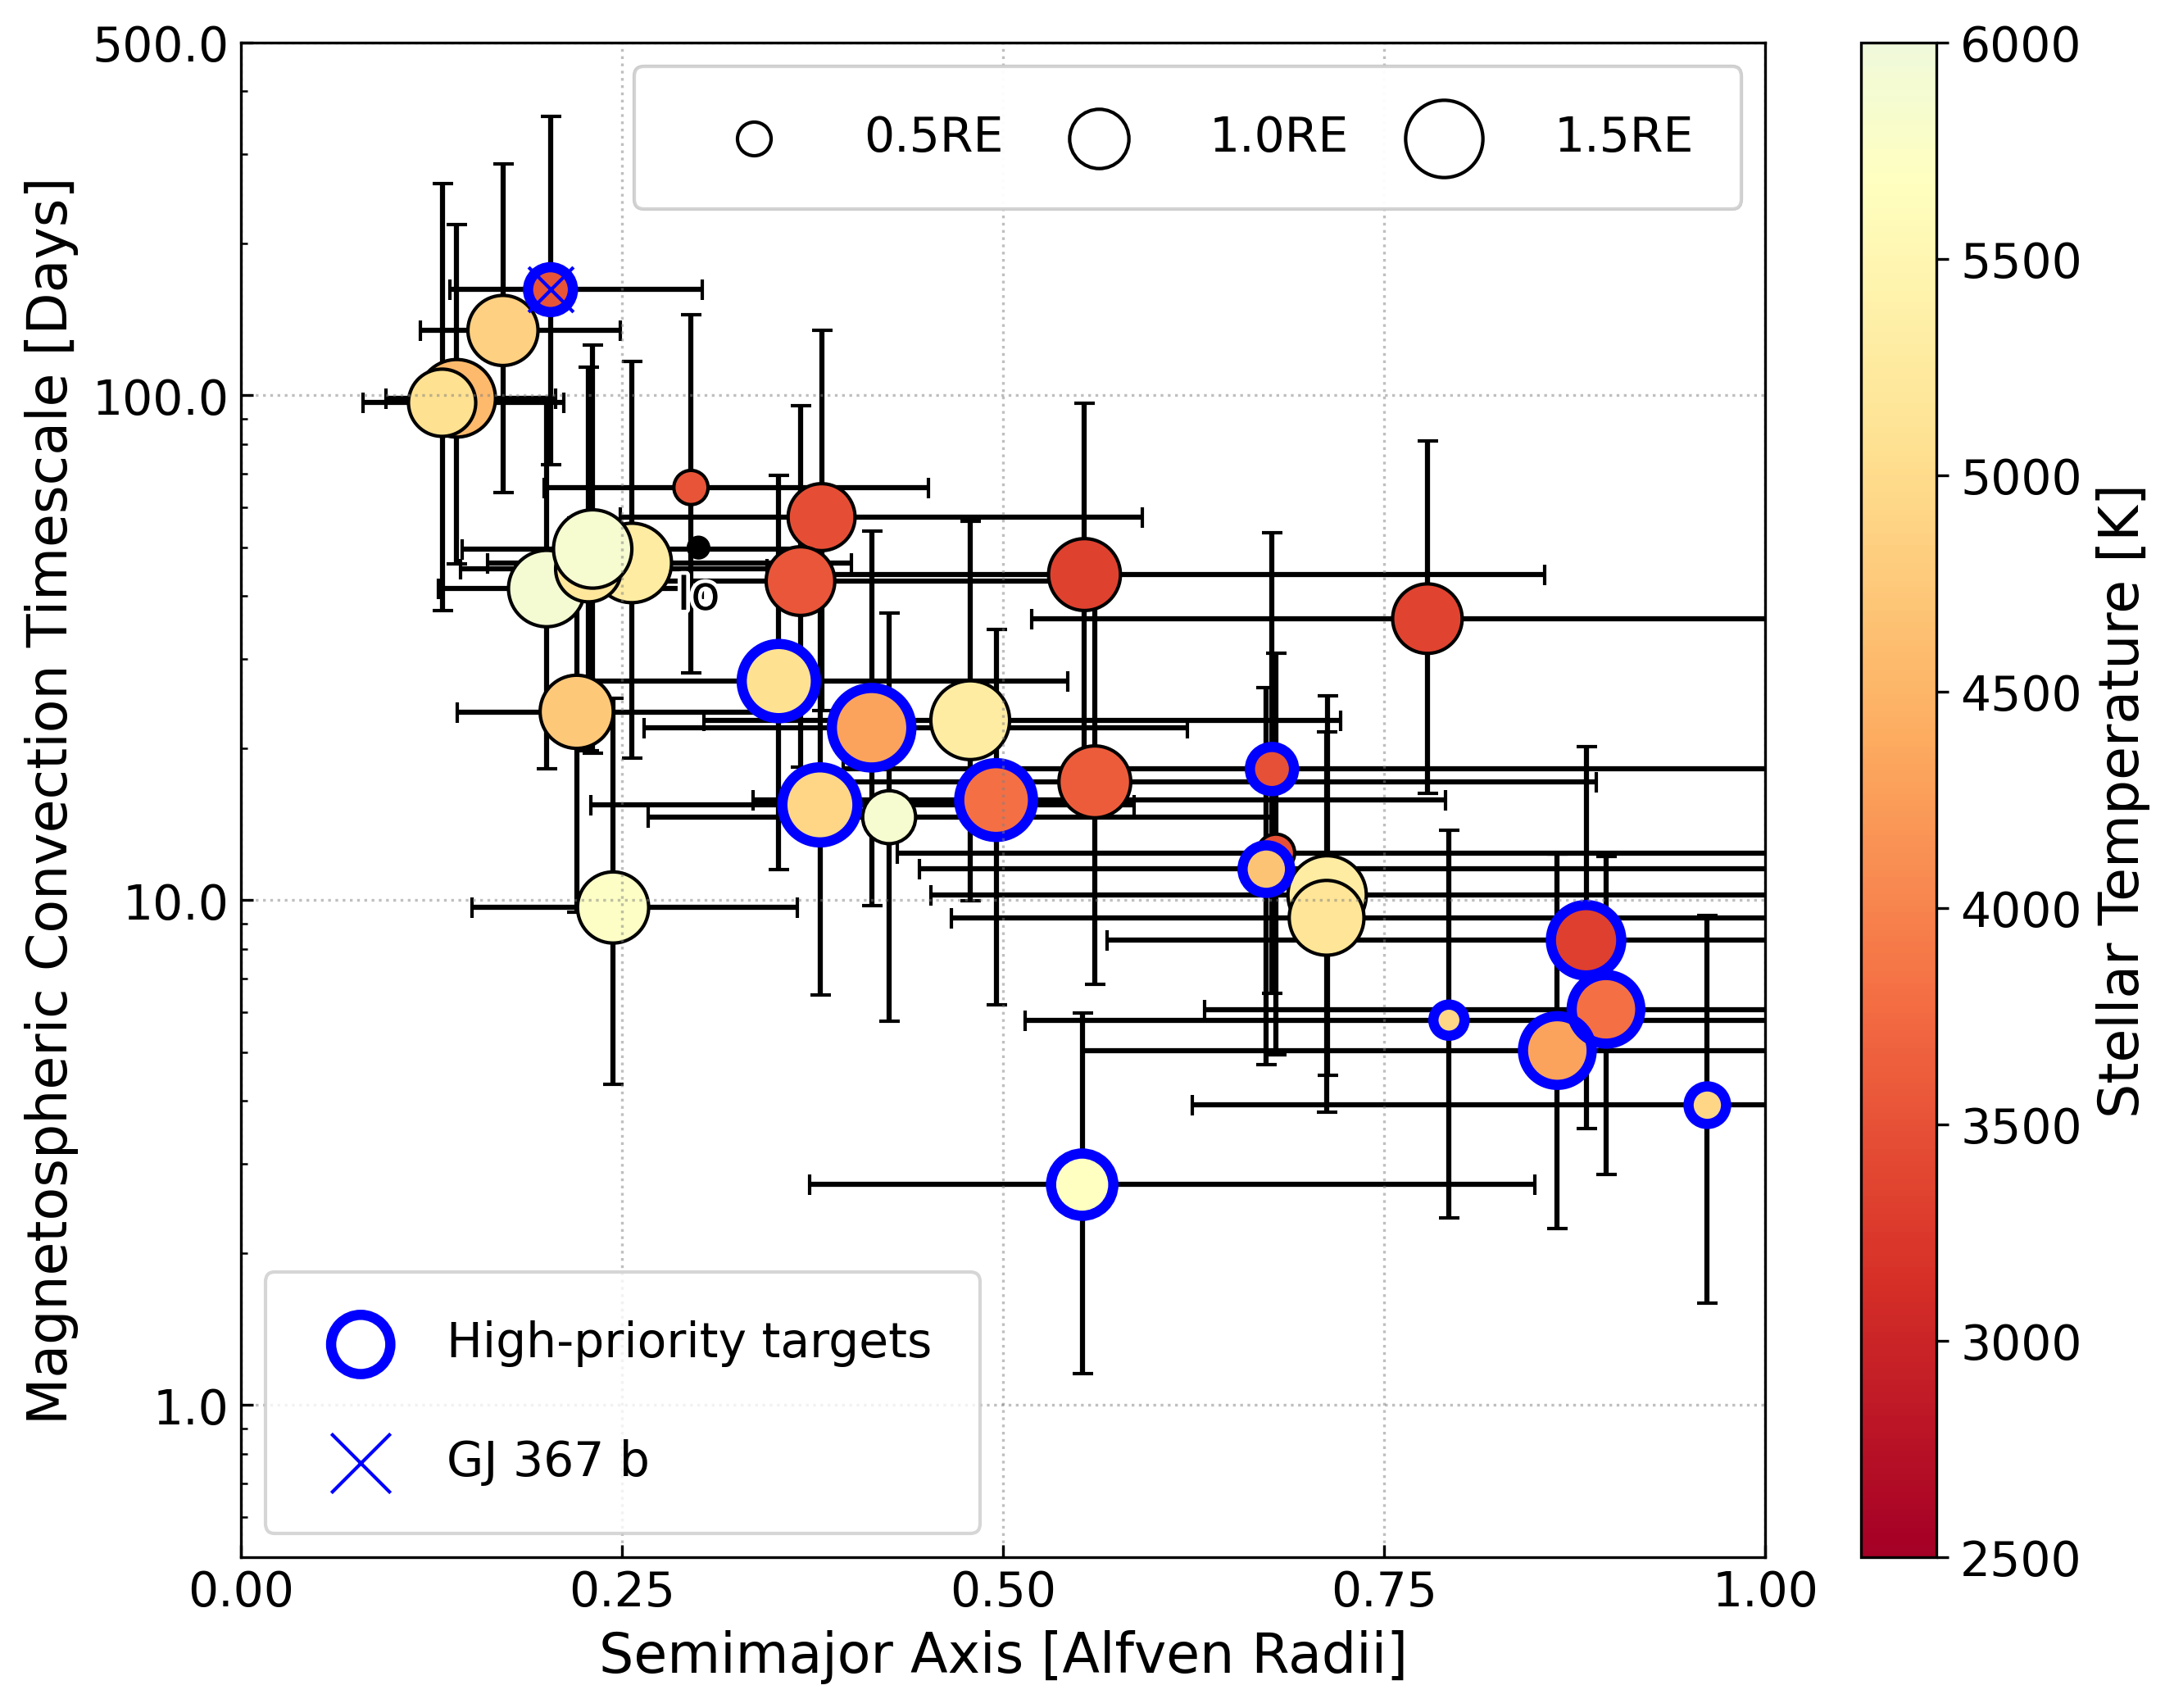 500.0
100.0
10.0
1.0
Magnetospheric Convection Timescale [Days]
0.5RE 1.0RE 1.5RE
Io
High-priority targets
GJ 367 b
0.00 0.25 0.50 0.75 1.00
Semimajor Axis [Alfven Radii]
6000
5500
5000
4500
4000
3500
3000
2500
Stellar Temperature [K]